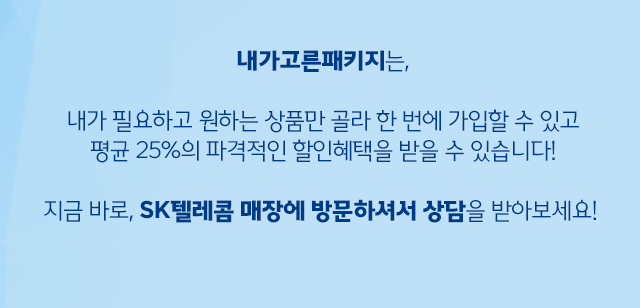 내가고른패키지는,
내가 필요하고 원하는 상품만 골라 한 번에 가입할 수 있고
평균 25%의 파격적인 할인혜택을 받을 수 있습니다!
지금 바로, SK텔레콤 매장에 방문하셔서 상담을 받아보세요!